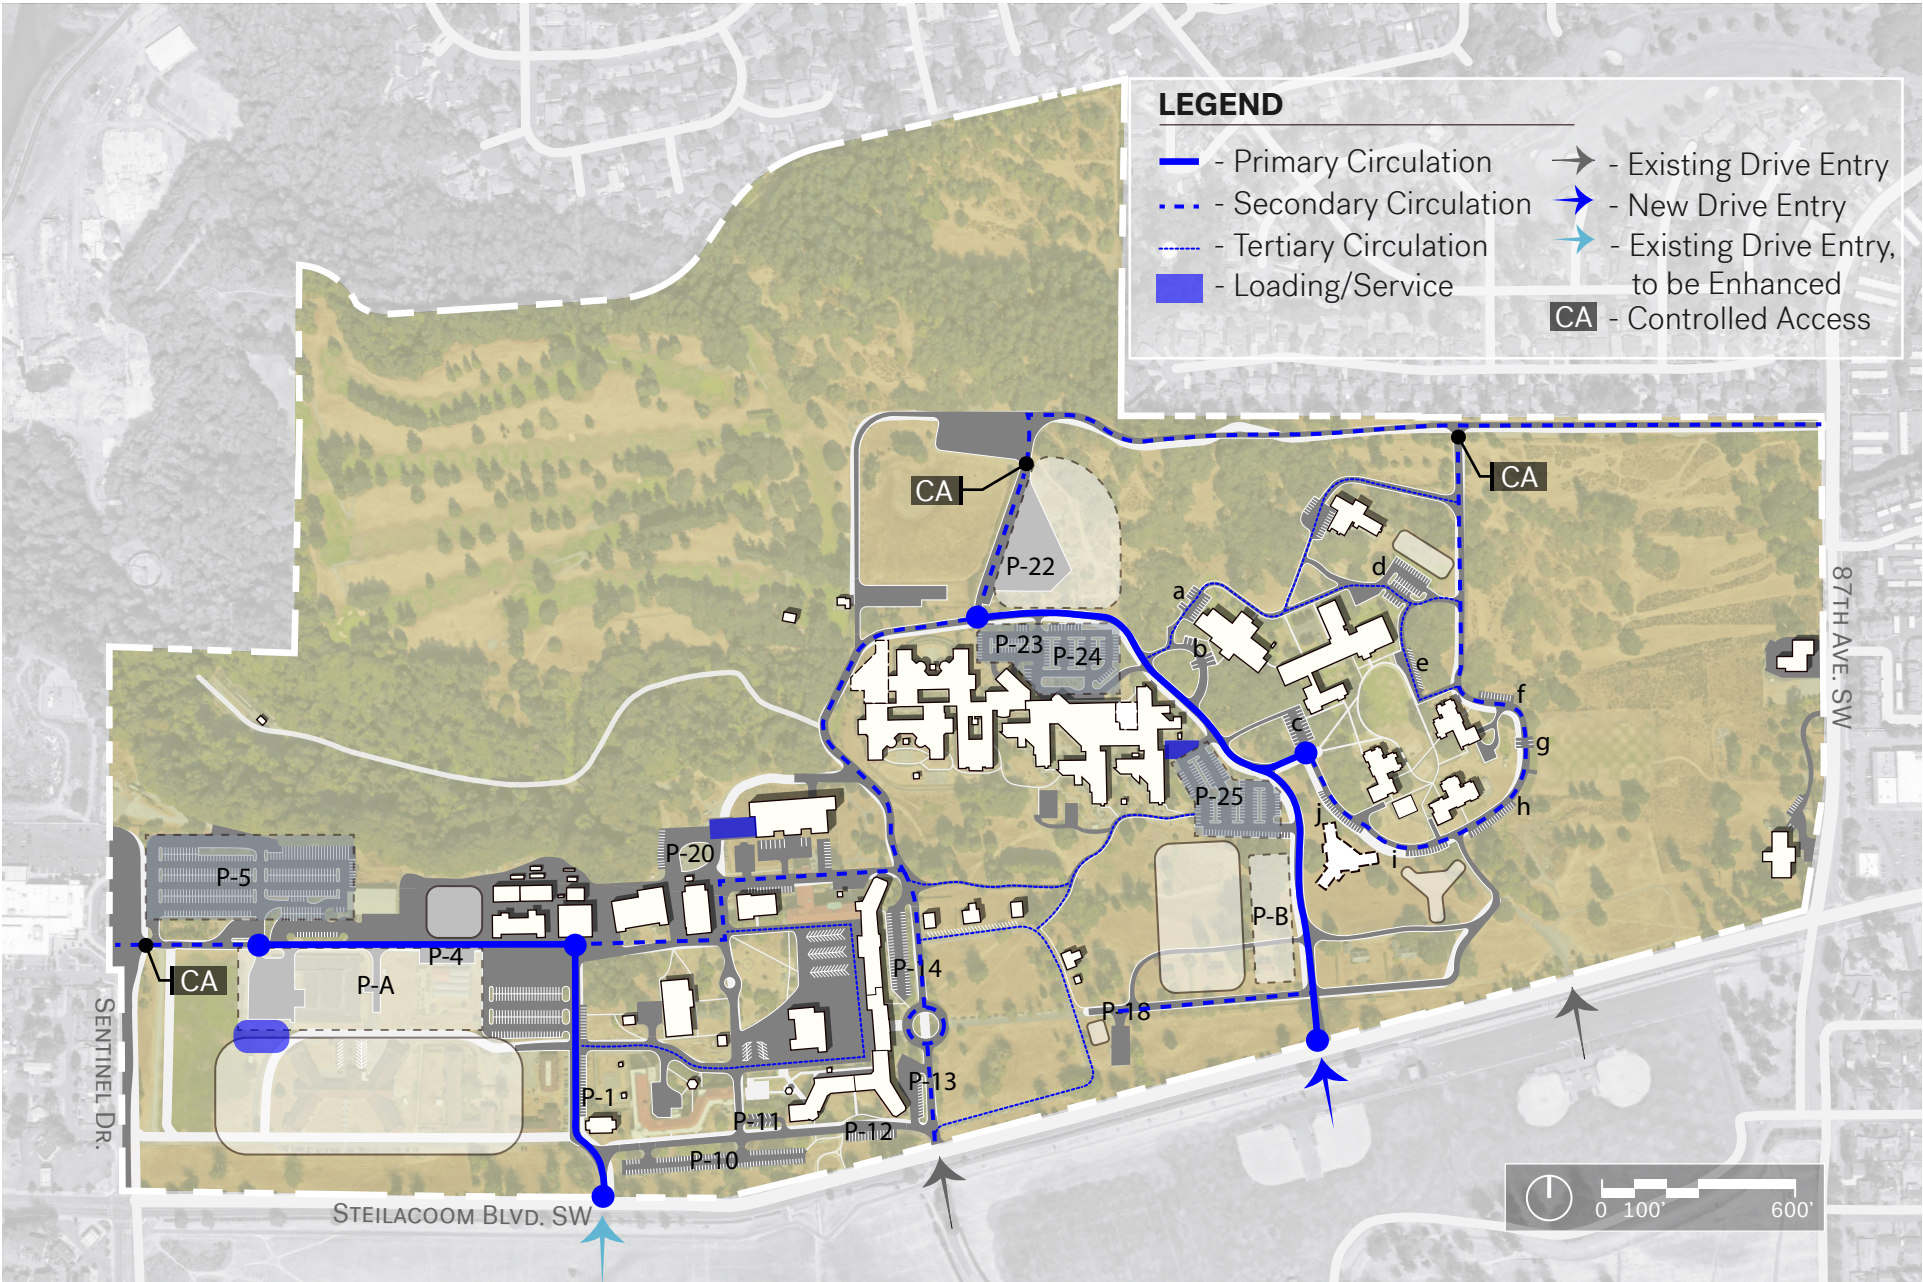 LEGEND
- Primary Circulation
- Secondary Circulation
- Tertiary Circulation
- Loading/Service
- Existing Drive Entry
- New Drive Entry
- Existing Drive Entry,
to be Enhanced
CA - Controlled Access
CA
CA
P-22
a
d
b
P-23
P-24
e
f
c
g
P-25
h
j
i
87TH AVE. SW
P-20
P-5
P-B
P-4
P-A
P-14
CA
P-18
SENTINEL DR.
P-1
P-13
P-11
P-12
P-10
STEILACOOM BLVD. SW
0 100' 600'